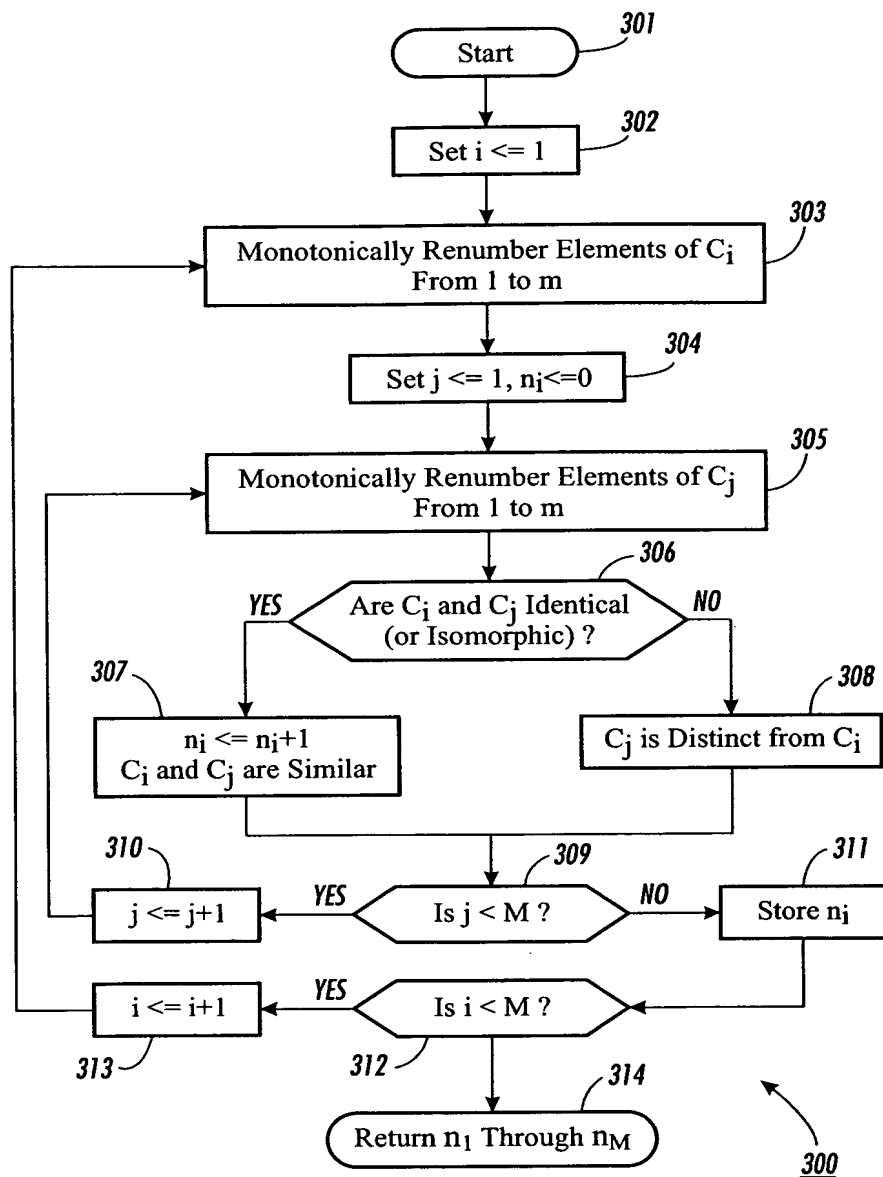 301
Start
302
Set i <= 1
303
Monotonically Renumber Elements of Ci
From 1 to m
304
Set j <= 1, ni<=0
305
Monotonically Renumber Elements of Cj
From 1 to m
306
YES
Are Ci and Cj Identical
(or Isomorphic) ?
NO
307
308
ni <= ni+1
Ci and Cj are Similar
Cj is Distinct from Ci
310
309
311
j <= j+1
YES
Is j < M ?
NO
Store ni
i <= i+1
YES
Is i < M ?
313
312
314
Return n1 Through nM
300